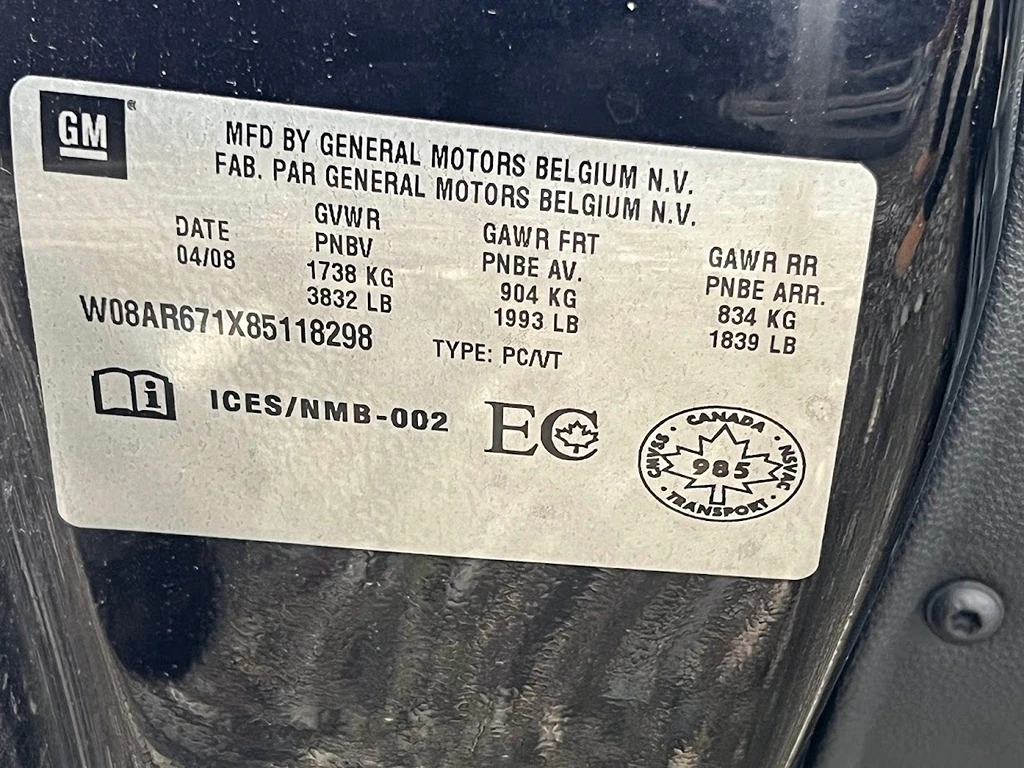 GM ®
MFD BY GENERAL MOTORS BELGIUM N.V.
FAB. PAR GENERAL MOTORS BELGIUM N.V.
DATE
04/08
GVWR
PNBV
1738 KG
3832 LB
GAWR FRT
PNBE AV.
904 KG
1993 LB
GAWR RR
PNBE ARR.
834 KG
1839 LB
W08AR671X85118298
TYPE: PC/VT
i
ICES/NMB-002
EC
CANADA
CMVSS
985
NSVAC
TRANSPORT